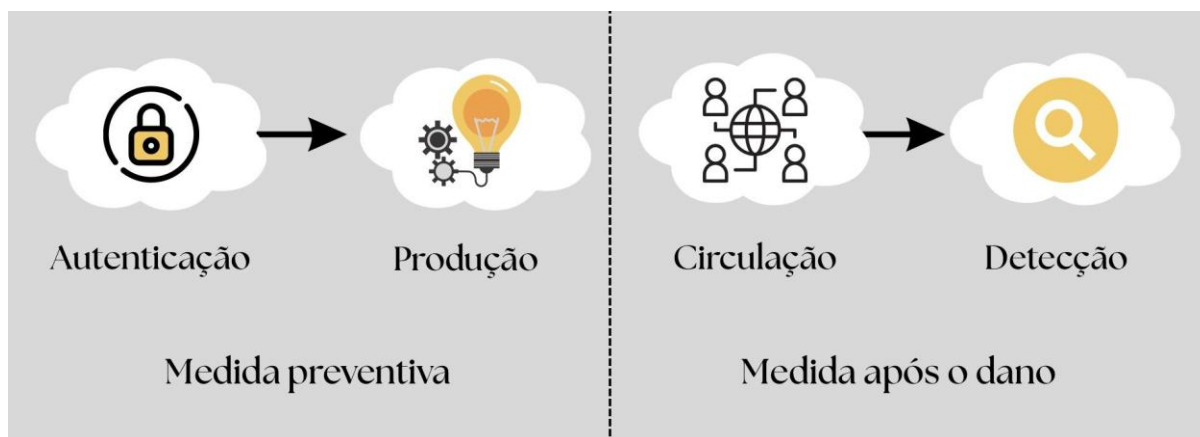 Autenticação
Produção
Circulação
Detecção
Medida preventiva
Medida após o dano